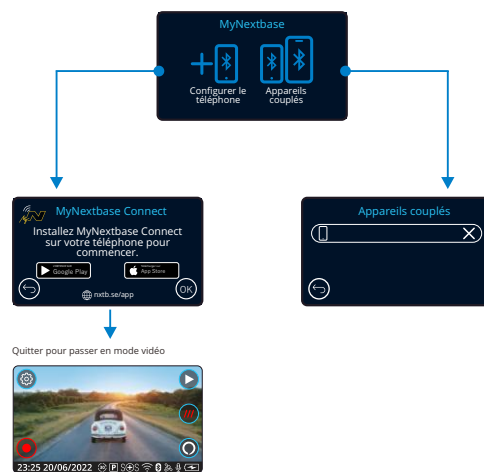 MyNextbase
Configurer le
téléphone
Appareils
couplés
MyNextbase Connect
Installez MyNextbase Connect
sur votre téléphone pour
commencer.
Google Play
App Store
nxtb.se/app
OK
Appareils couplés
Quitter pour passer en mode vidéo
23:25 20/06/2022